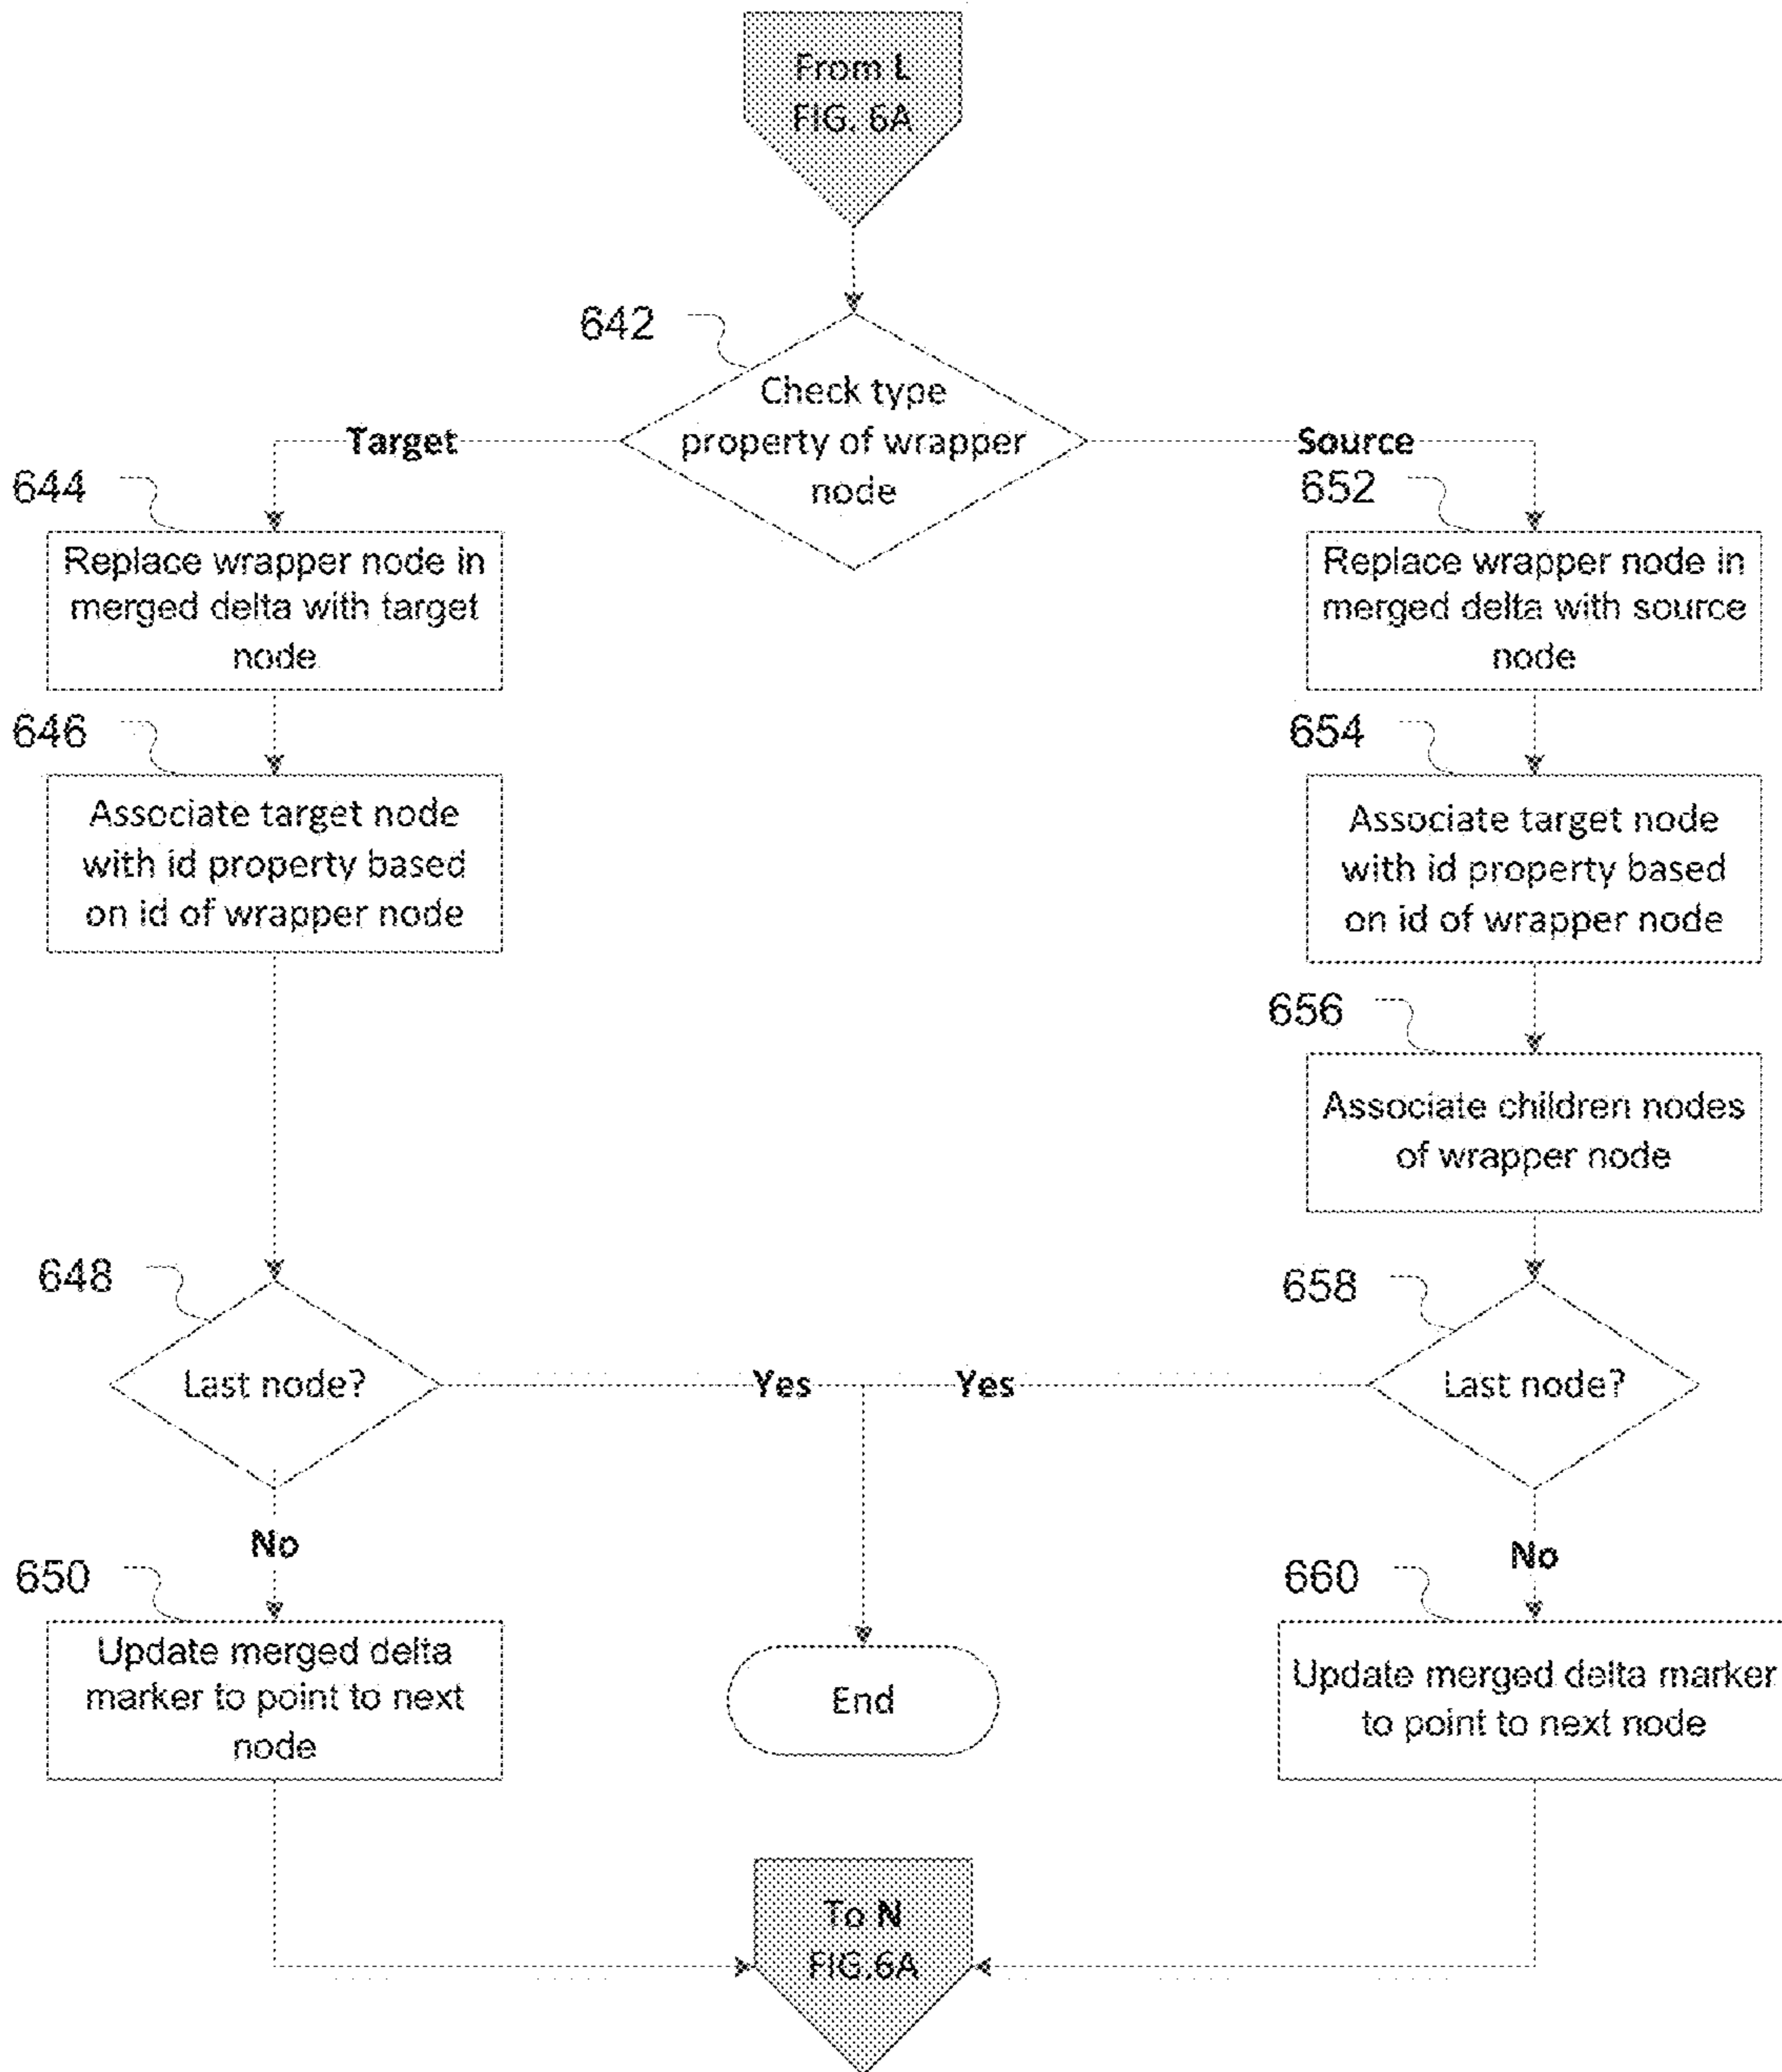 From L
FIG. 6A
642
Check type
property of wrapper
node
Target
Source
644
Replace wrapper node in
merged delta with target
node
652
Replace wrapper node in
merged delta with source
node
646
Associate target node
with id property based
on id of wrapper node
654
Associate target node
with id property based
on id of wrapper node
656
Associate children nodes
of wrapper node
648
Last node?
Yes
Yes
658
Last node?
No
No
650
Update merged delta
marker to point to next
node
End
660
Update merged delta marker
to point to next node
To N
FIG.6A